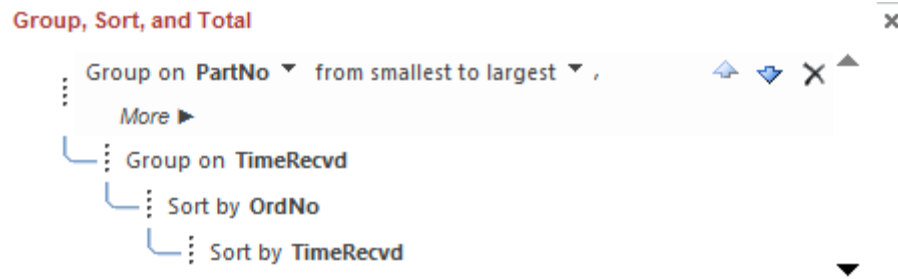 Group, Sort, and Total
Group on PartNo from smallest to largest ,
More
Group on TimeRecvd
Sort by OrdNo
Sort by TimeRecvd